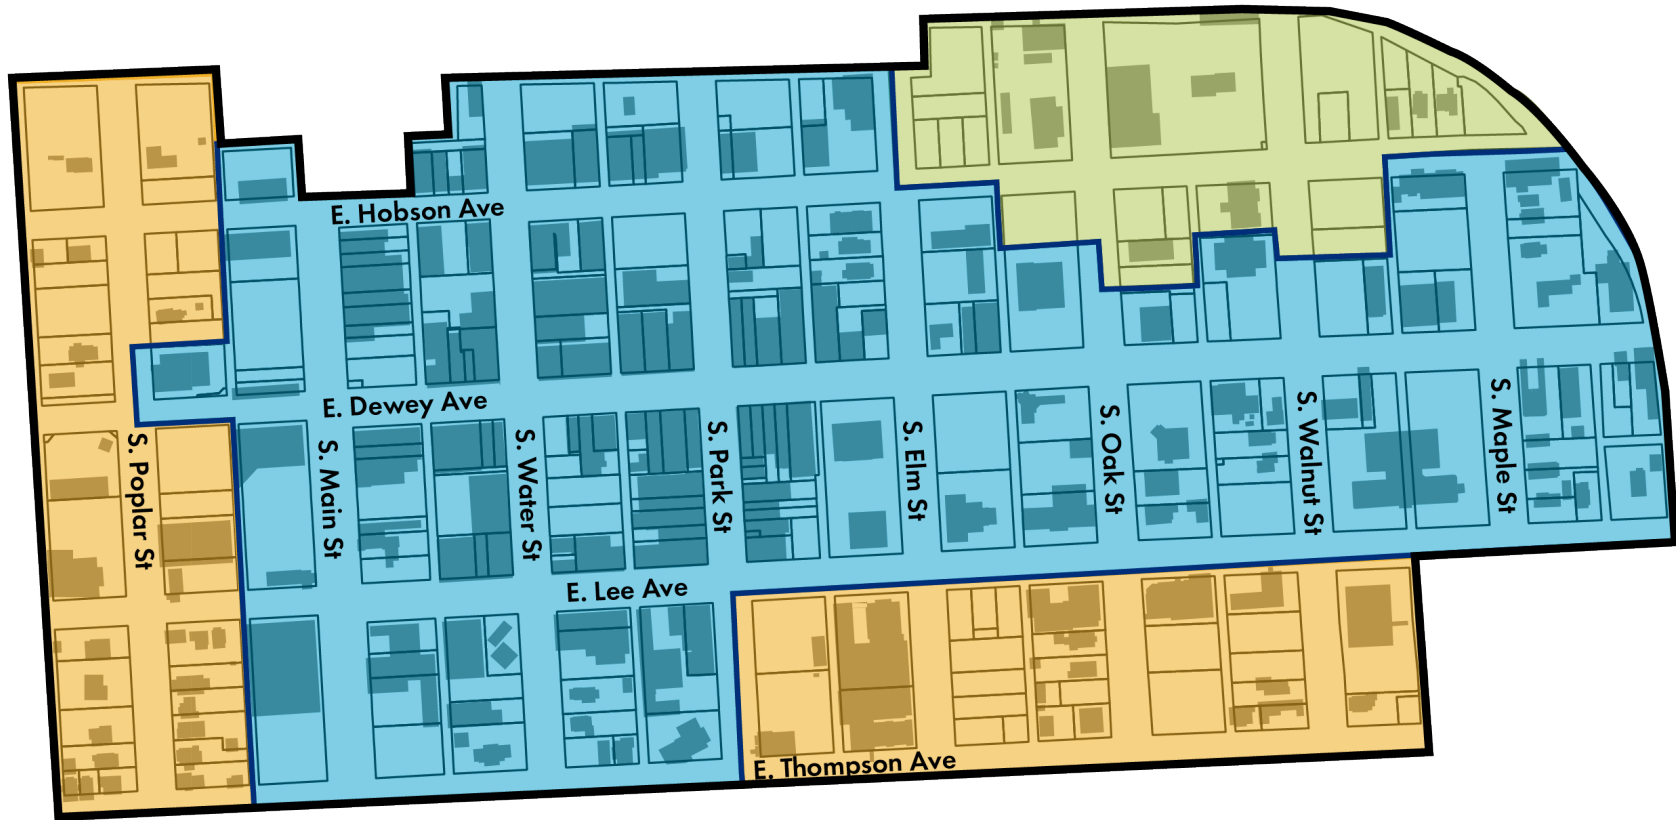 E. Hobson Ave
E. Dewey Ave
S. Poplar St
S. Main St
S. Water St
S. Park St
S. Elm St
S. Oak St
S. Walnut St
S. Maple St
E. Lee Ave
E. Thompson Ave